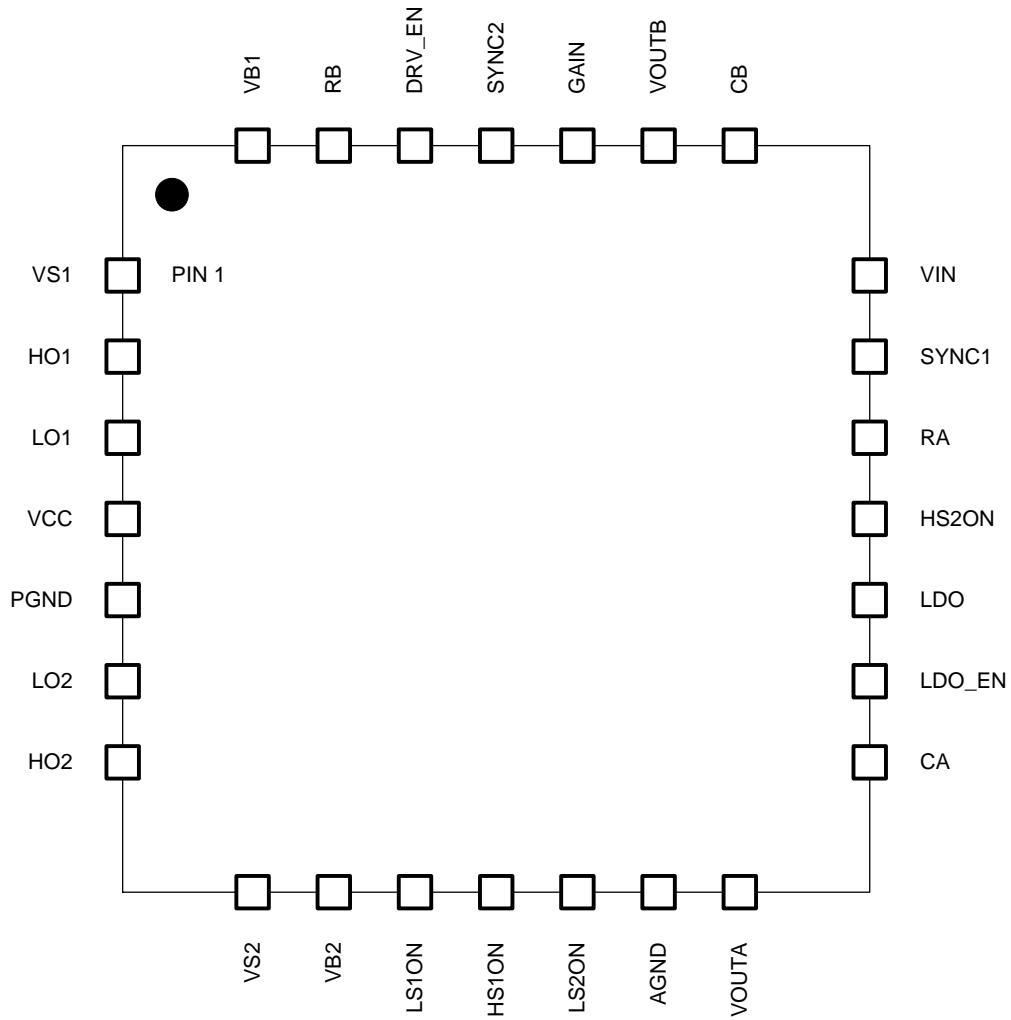 VB1
RB
DRV_EN
SYNC2
GAIN
VOUTB
CB
VS1
PIN 1
HO1
LO1
VCC
PGND
LO2
HO2
VIN
SYNC1
RA
HS2ON
LDO
LDO_EN
CA
VS2
VB2
LS1ON
HS1ON
LS2ON
AGND
VOUTA